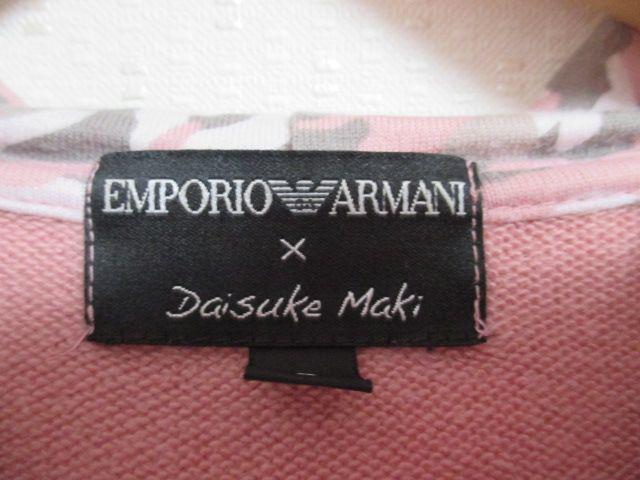 EMPORIO ARMANI
×
Daisuke Maki